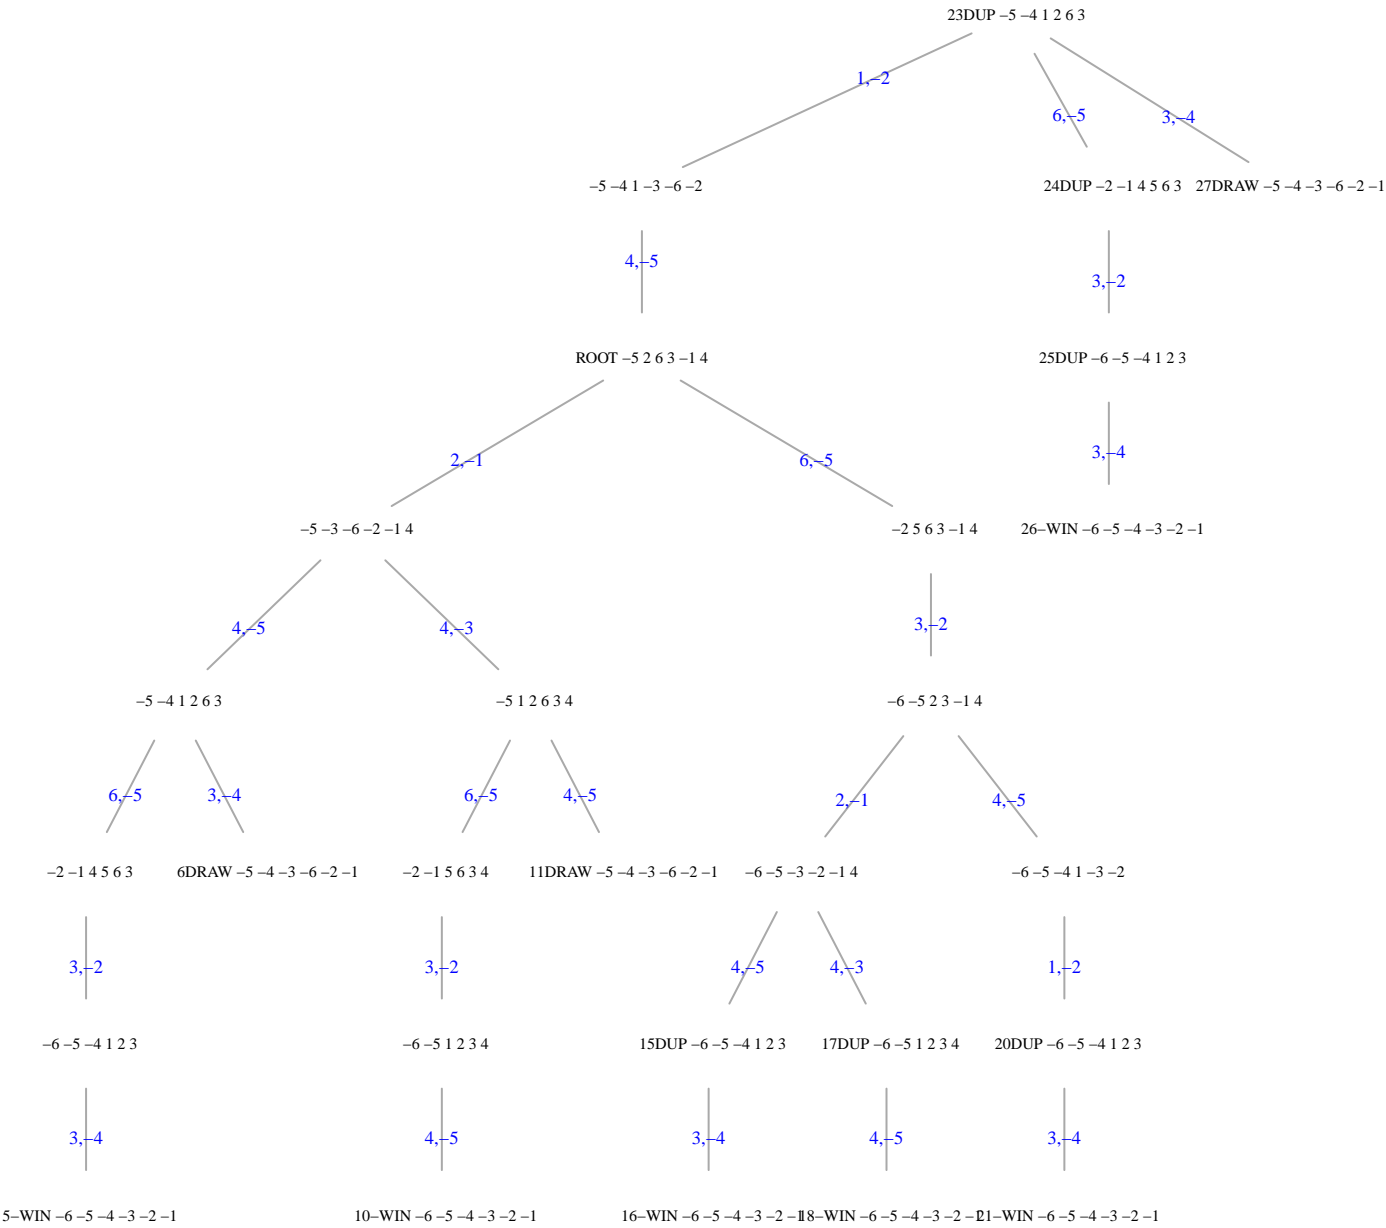 23DUP −5 −4 1 2 6 3
1,−2
6,−5
3,−4
−5 −4 1 −3 −6 −2
24DUP −2 −1 4 5 6 3
27DRAW −5 −4 −3 −6 −2 −1
4,−5
3,−2
ROOT −5 2 6 3 −1 4
25DUP −6 −5 −4 1 2 3
2,−1
6,−5
3,−4
−5 −3 −6 −2 −1 4
−2 5 6 3 −1 4
26−WIN −6 −5 −4 −3 −2 −1
4,−5
4,−3
3,−2
−5 −4 1 2 6 3
−5 1 2 6 3 4
−6 −5 2 3 −1 4
6,−5
3,−4
6,−5
4,−5
2,−1
4,−5
−2 −1 4 5 6 3
6DRAW −5 −4 −3 −6 −2 −1
−2 −1 5 6 3 4
11DRAW −5 −4 −3 −6 −2 −1
−6 −5 −3 −2 −1 4
−6 −5 −4 1 −3 −2
3,−2
3,−2
4,−5
4,−3
1,−2
−6 −5 −4 1 2 3
−6 −5 1 2 3 4
15DUP −6 −5 −4 1 2 3
17DUP −6 −5 1 2 3 4
20DUP −6 −5 −4 1 2 3
3,−4
4,−5
3,−4
4,−5
3,−4
5−WIN −6 −5 −4 −3 −2 −1
10−WIN −6 −5 −4 −3 −2 −1
16−WIN −6 −5 −4 −3 −2 −1
18−WIN −6 −5 −4 −3 −2 −1
21−WIN −6 −5 −4 −3 −2 −1